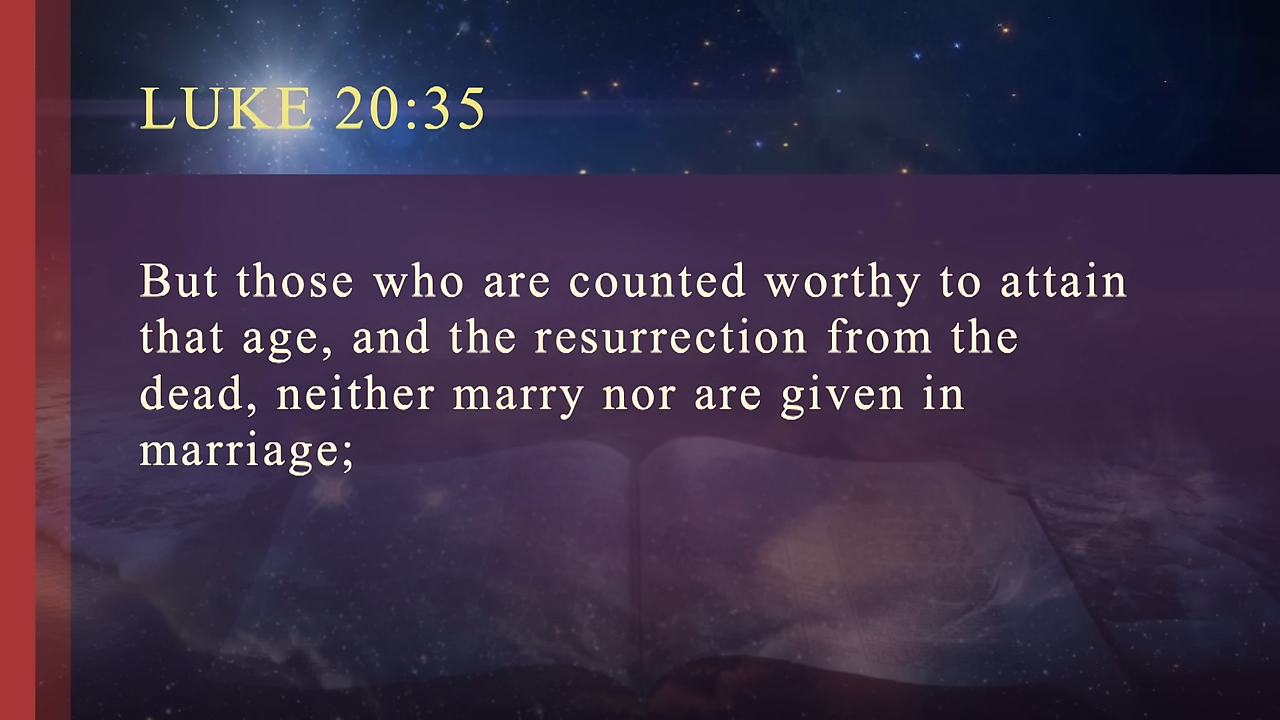 LUKE 20:35
But those who are counted worthy to attain
that age, and the resurrection from the
dead, neither marry nor are given in
marriage;